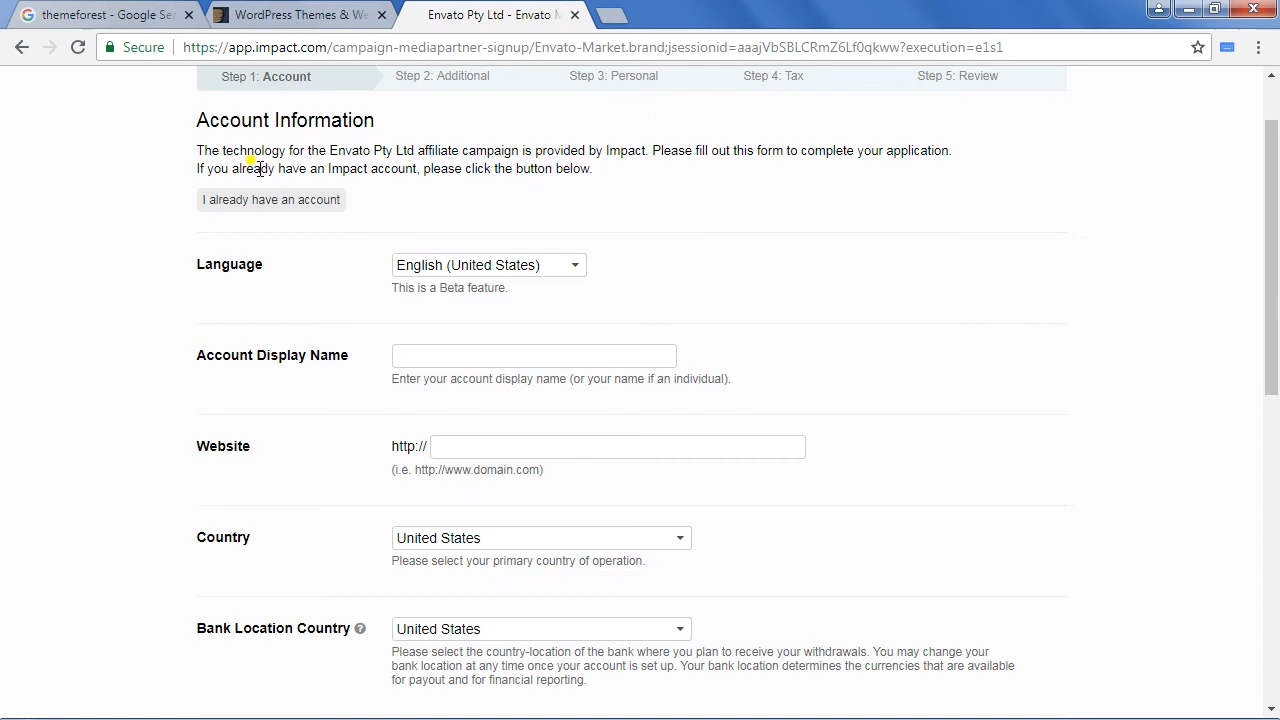 themeforest - Google Sea
WordPress Themes & We
Envato Pty Ltd - Envato M
Secure
https://app.impact.com/campaign-mediapartner-signup/Envato-Market.brand;jsessionid=aaajVbSBLCRmZ6Lf0qkww?execution=e1s1
Step 1: Account
Step 2: Additional
Step 3: Personal
Step 4: Tax
Step 5: Review
Account Information
The technology for the Envato Pty Ltd affiliate campaign is provided by Impact. Please fill out this form to complete your application.
If you already have an Impact account, please click the button below.
I already have an account
Language
English (United States)
This is a Beta feature.
Account Display Name
Enter your account display name (or your name if an individual).
Website
http://
(i.e. http://www.domain.com)
Country
United States
Please select your primary country of operation.
Bank Location Country
United States
Please select the country-location of the bank where you plan to receive your withdrawals. You may change your
bank location at any time once your account is set up. Your bank location determines the currencies that are available
for payout and for financial reporting.